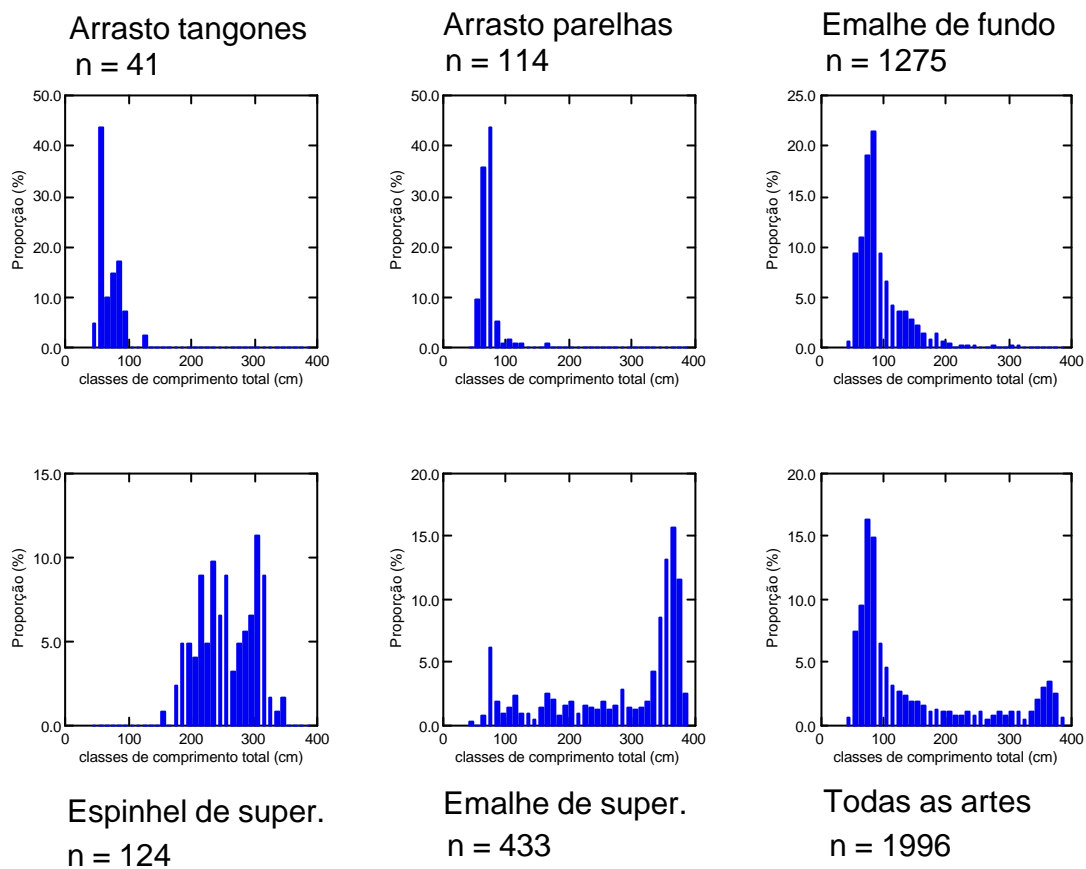 Arrasto tangones
n = 41
Arrasto parelhas
n = 114
Emalhe de fundo
n = 1275
50.0
40.0
30.0
20.0
10.0
0.0
Proporção (%)
0 100 200 300 400
classes de comprimento total (cm)
50.0
40.0
30.0
20.0
10.0
0.0
Proporção (%)
0 100 200 300 400
classes de comprimento total (cm)
25.0
20.0
15.0
10.0
5.0
0.0
Proporção (%)
0 100 200 300 400
classes de comprimento total (cm)
15.0
10.0
5.0
0.0
Proporção (%)
0 100 200 300 400
classes de comprimento total (cm)
20.0
15.0
10.0
5.0
0.0
Proporção (%)
0 100 200 300 400
classes de comprimento total (cm)
20.0
15.0
10.0
5.0
0.0
Proporção (%)
0 100 200 300 400
classes de comprimento total (cm)
Espinhel de super.
n = 124
Emalhe de super.
n = 433
Todas as artes
n = 1996